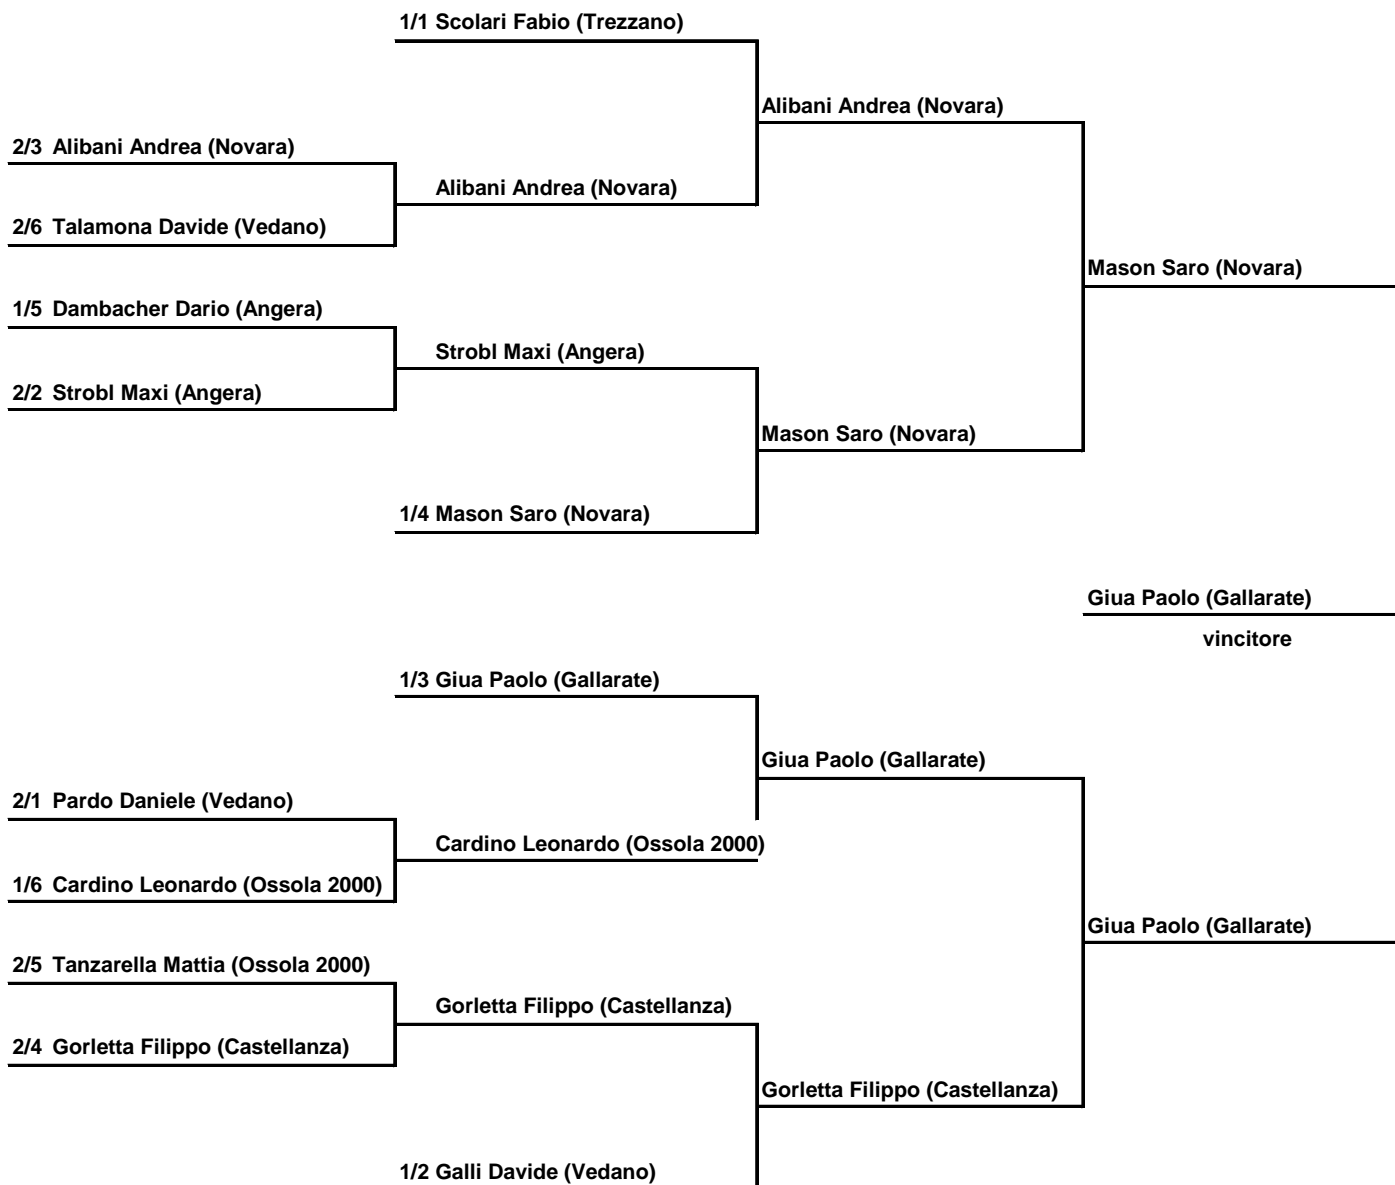 1/1 Scolari Fabio (Trezzano)
Alibani Andrea (Novara)
2/3 Alibani Andrea (Novara)
Alibani Andrea (Novara)
2/6 Talamona Davide (Vedano)
Mason Saro (Novara)
1/5 Dambacher Dario (Angera)
Strobl Maxi (Angera)
2/2 Strobl Maxi (Angera)
Mason Saro (Novara)
1/4 Mason Saro (Novara)
Giua Paolo (Gallarate)
vincitore
1/3 Giua Paolo (Gallarate)
Giua Paolo (Gallarate)
2/1 Pardo Daniele (Vedano)
Cardino Leonardo (Ossola 2000)
1/6 Cardino Leonardo (Ossola 2000)
Giua Paolo (Gallarate)
2/5 Tanzarella Mattia (Ossola 2000)
Gorletta Filippo (Castellanza)
2/4 Gorletta Filippo (Castellanza)
Gorletta Filippo (Castellanza)
1/2 Galli Davide (Vedano)